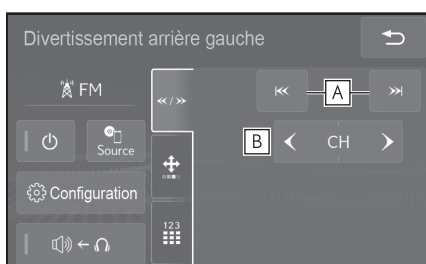 Divertissement arrière gauche
FM
Source
Configuration
123
A
B
CH